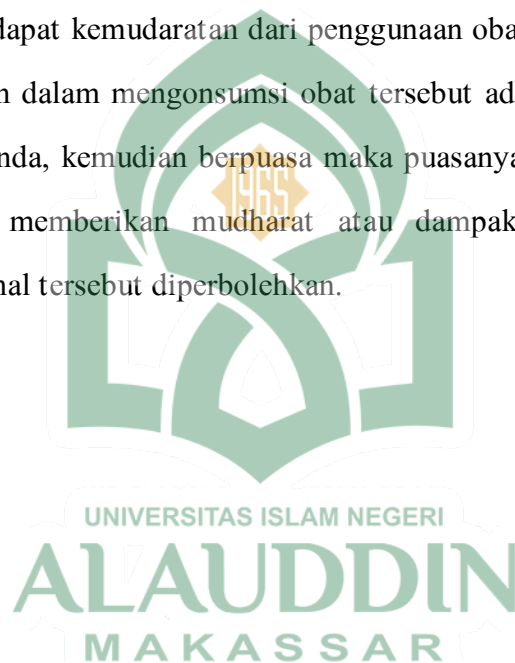 dapat kemudaratan dari penggunaan oba
dalam mengonsumsi obat tersebut ad
nda, kemudian berpuasa maka puasanya
memberikan mudharat atau dampak
hal tersebut diperbolehkan.
1965
UNIVERSITAS ISLAM NEGERI
ALAUDDIN
MAKASSAR